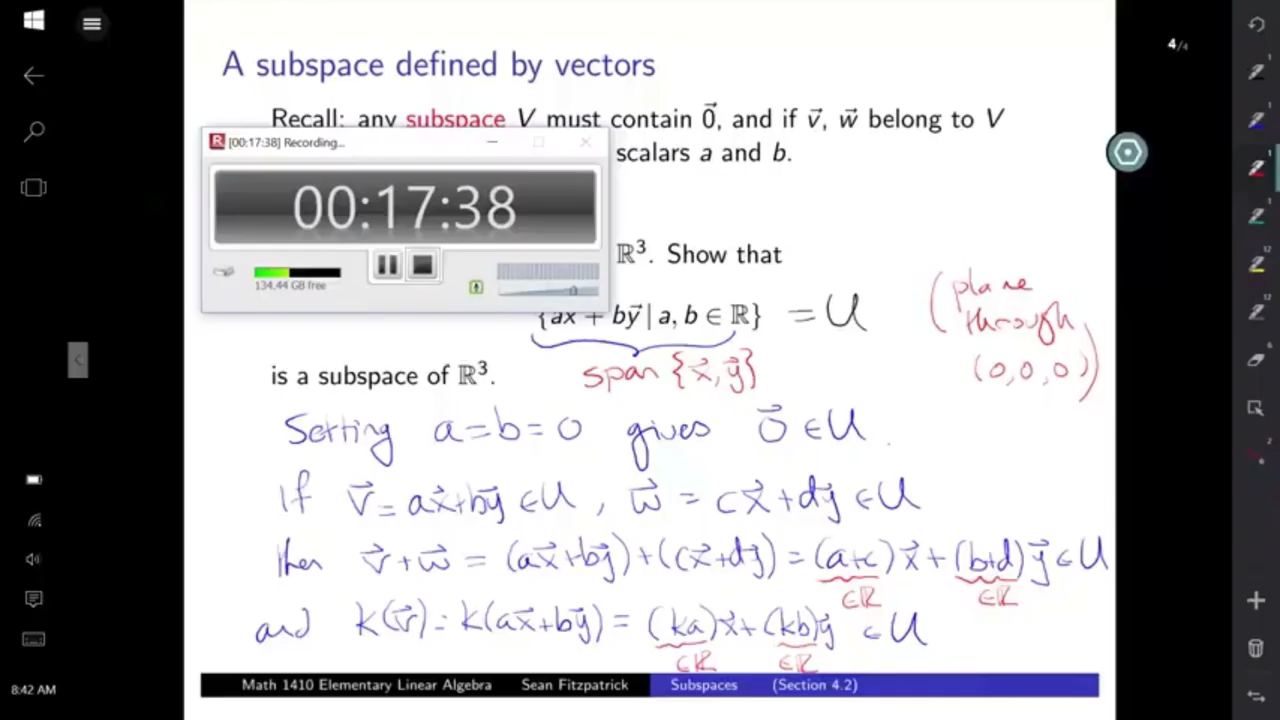 4/4
A subspace defined by vectors
Recall: any subspace V must contain 0⃗, and if v⃗, w⃗ belong to V
scalars a and b.
[00:17:38] Recording...
00:17:38
134.44 GB free
ℝ³. Show that
{ax⃗ + by⃗ | a, b ∈ ℝ} = U
(plane through (0,0,0))
is a subspace of ℝ³.
span {x⃗, y⃗}
Setting a=b=0 gives 0⃗ ∈ U.
If v⃗ = ax⃗+by⃗ ∈ U, w⃗ = cx⃗+dy⃗ ∈ U
then v⃗+w⃗ = (ax⃗+by⃗)+(cx⃗+dy⃗) = (a+c)x⃗+(b+d)y⃗ ∈ U
∈ℝ ∈ℝ
and k(v⃗) = k(ax⃗+by⃗) = (ka)x⃗+(kb)y⃗ ∈ U
∈ℝ ∈ℝ
Math 1410 Elementary Linear Algebra Sean Fitzpatrick Subspaces (Section 4.2)
8:42 AM